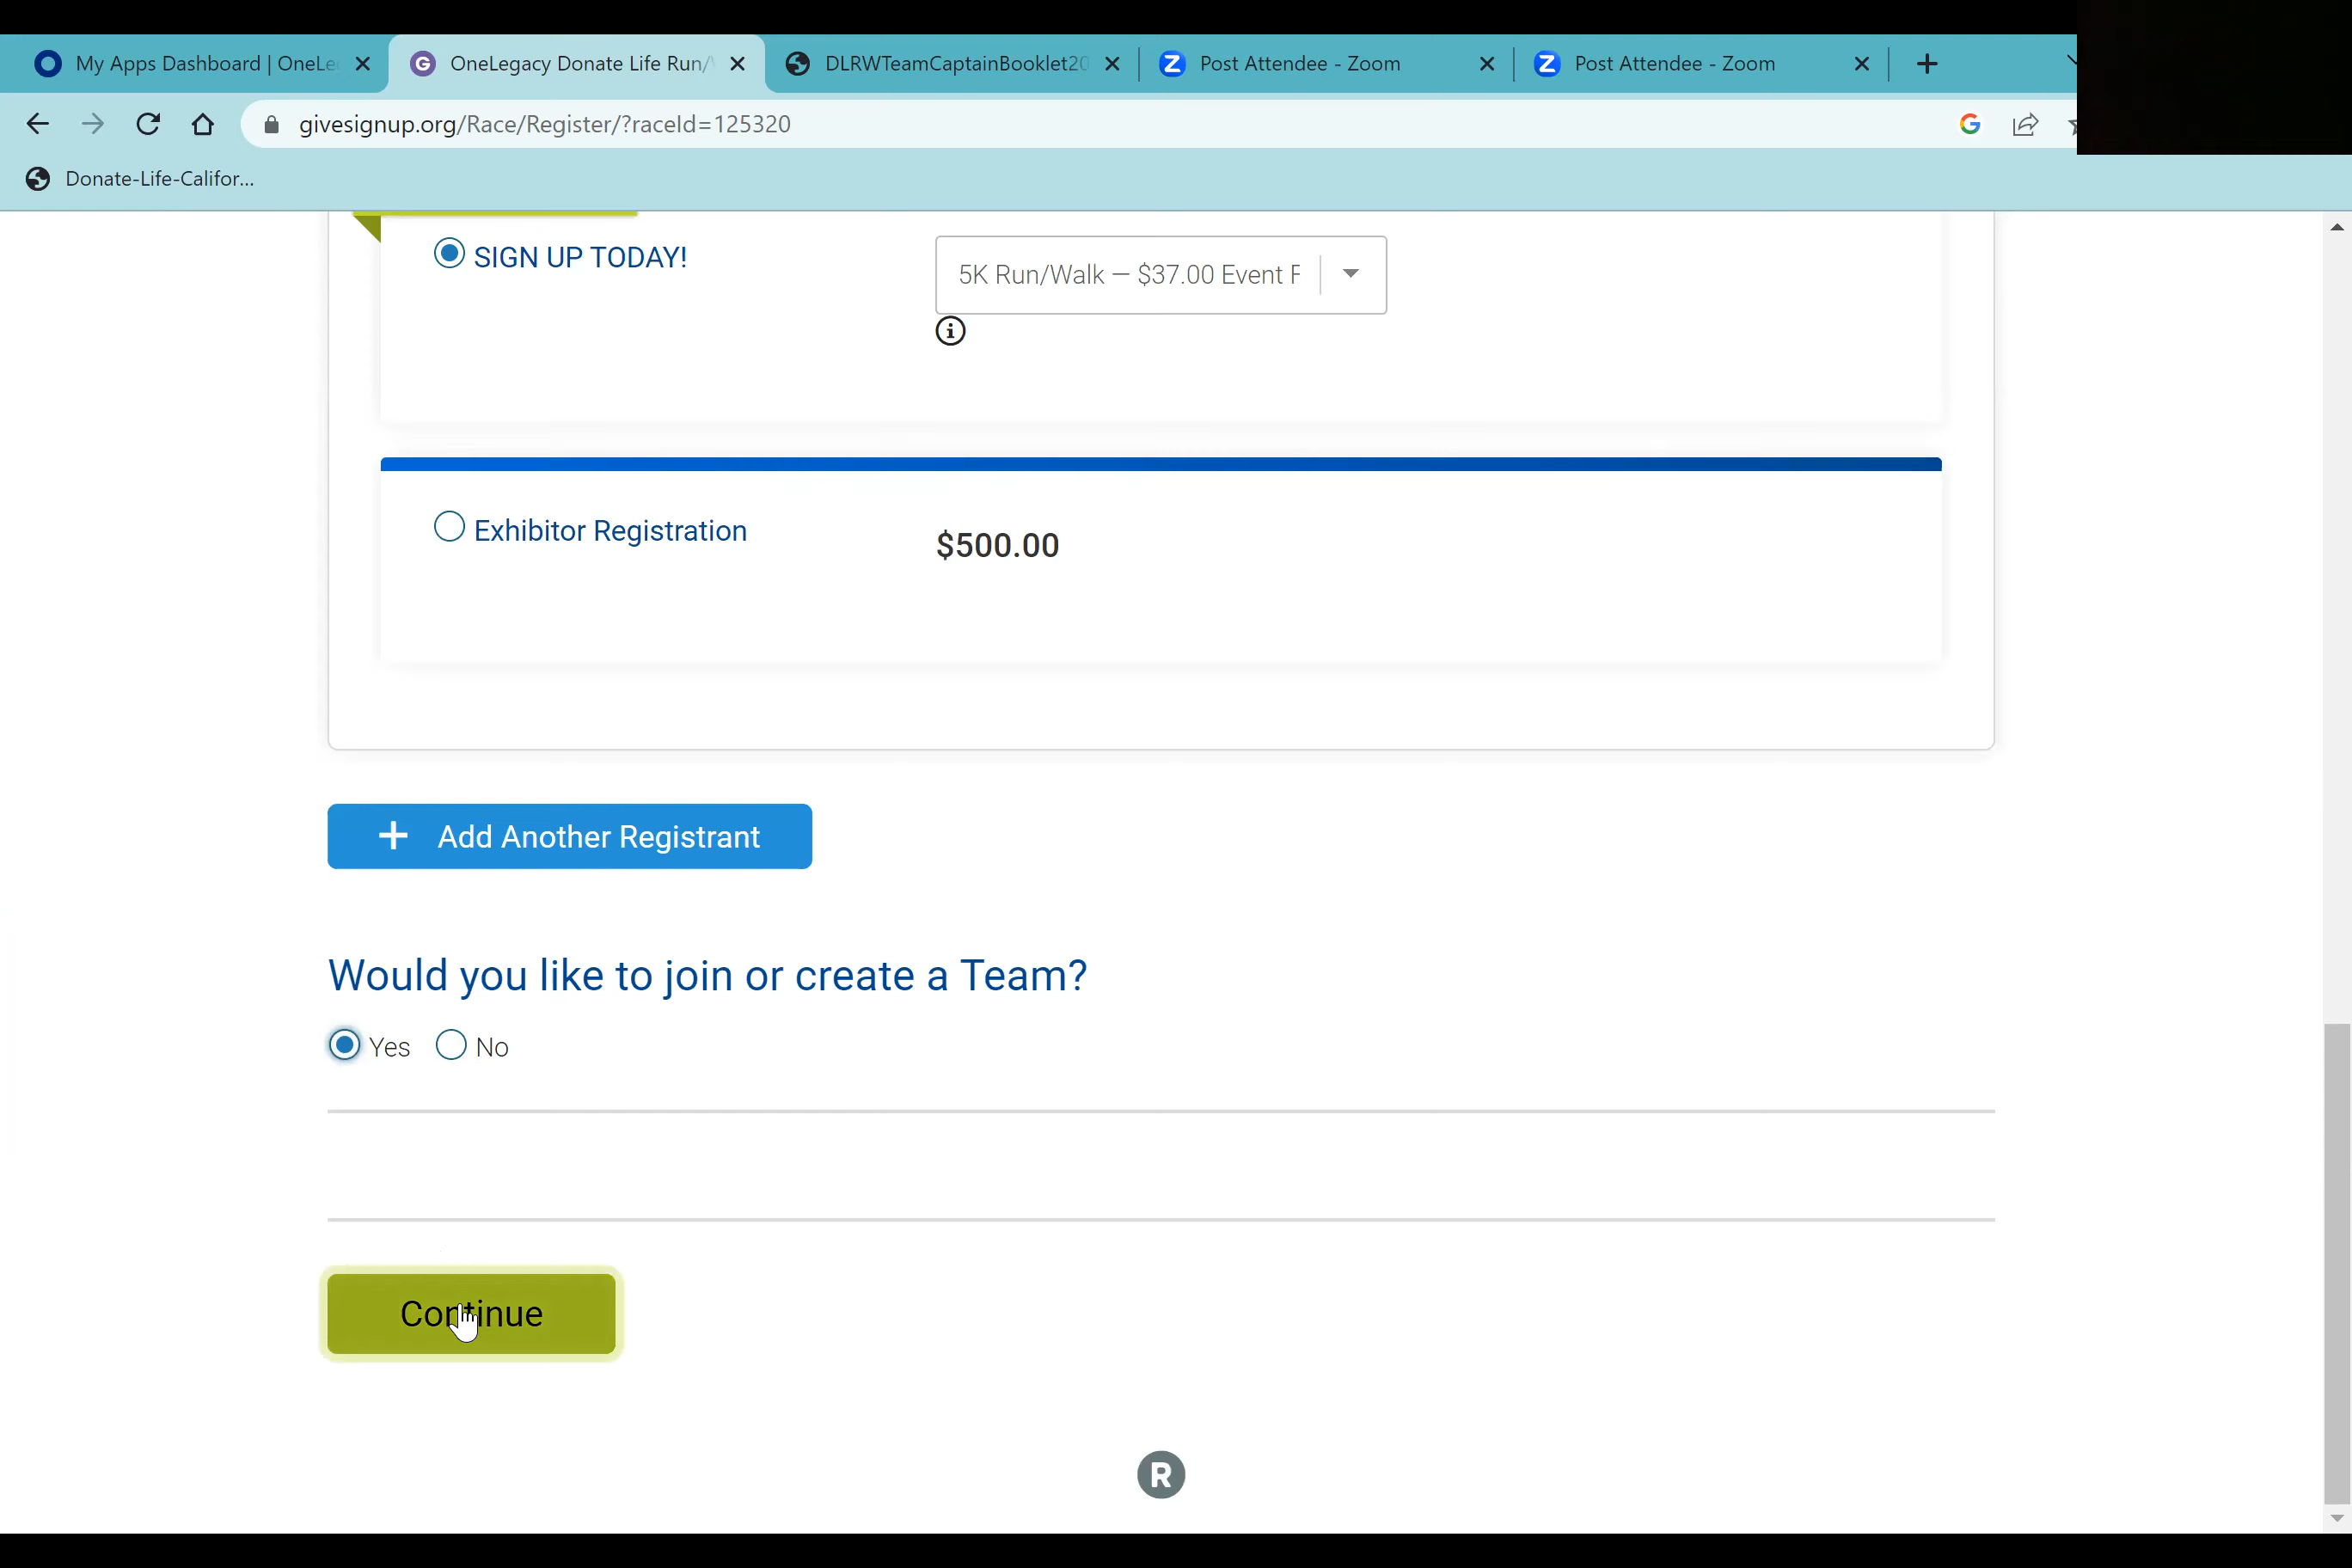 My Apps Dashboard | OneLe
OneLegacy Donate Life Run/
DLRWTeamCaptainBooklet20
Post Attendee - Zoom
Post Attendee - Zoom
givesignup.org/Race/Register/?raceId=125320
Donate-Life-Califor...
SIGN UP TODAY!
5K Run/Walk — $37.00 Event F
Exhibitor Registration
$500.00
+ Add Another Registrant
Would you like to join or create a Team?
Yes No
Continue
R